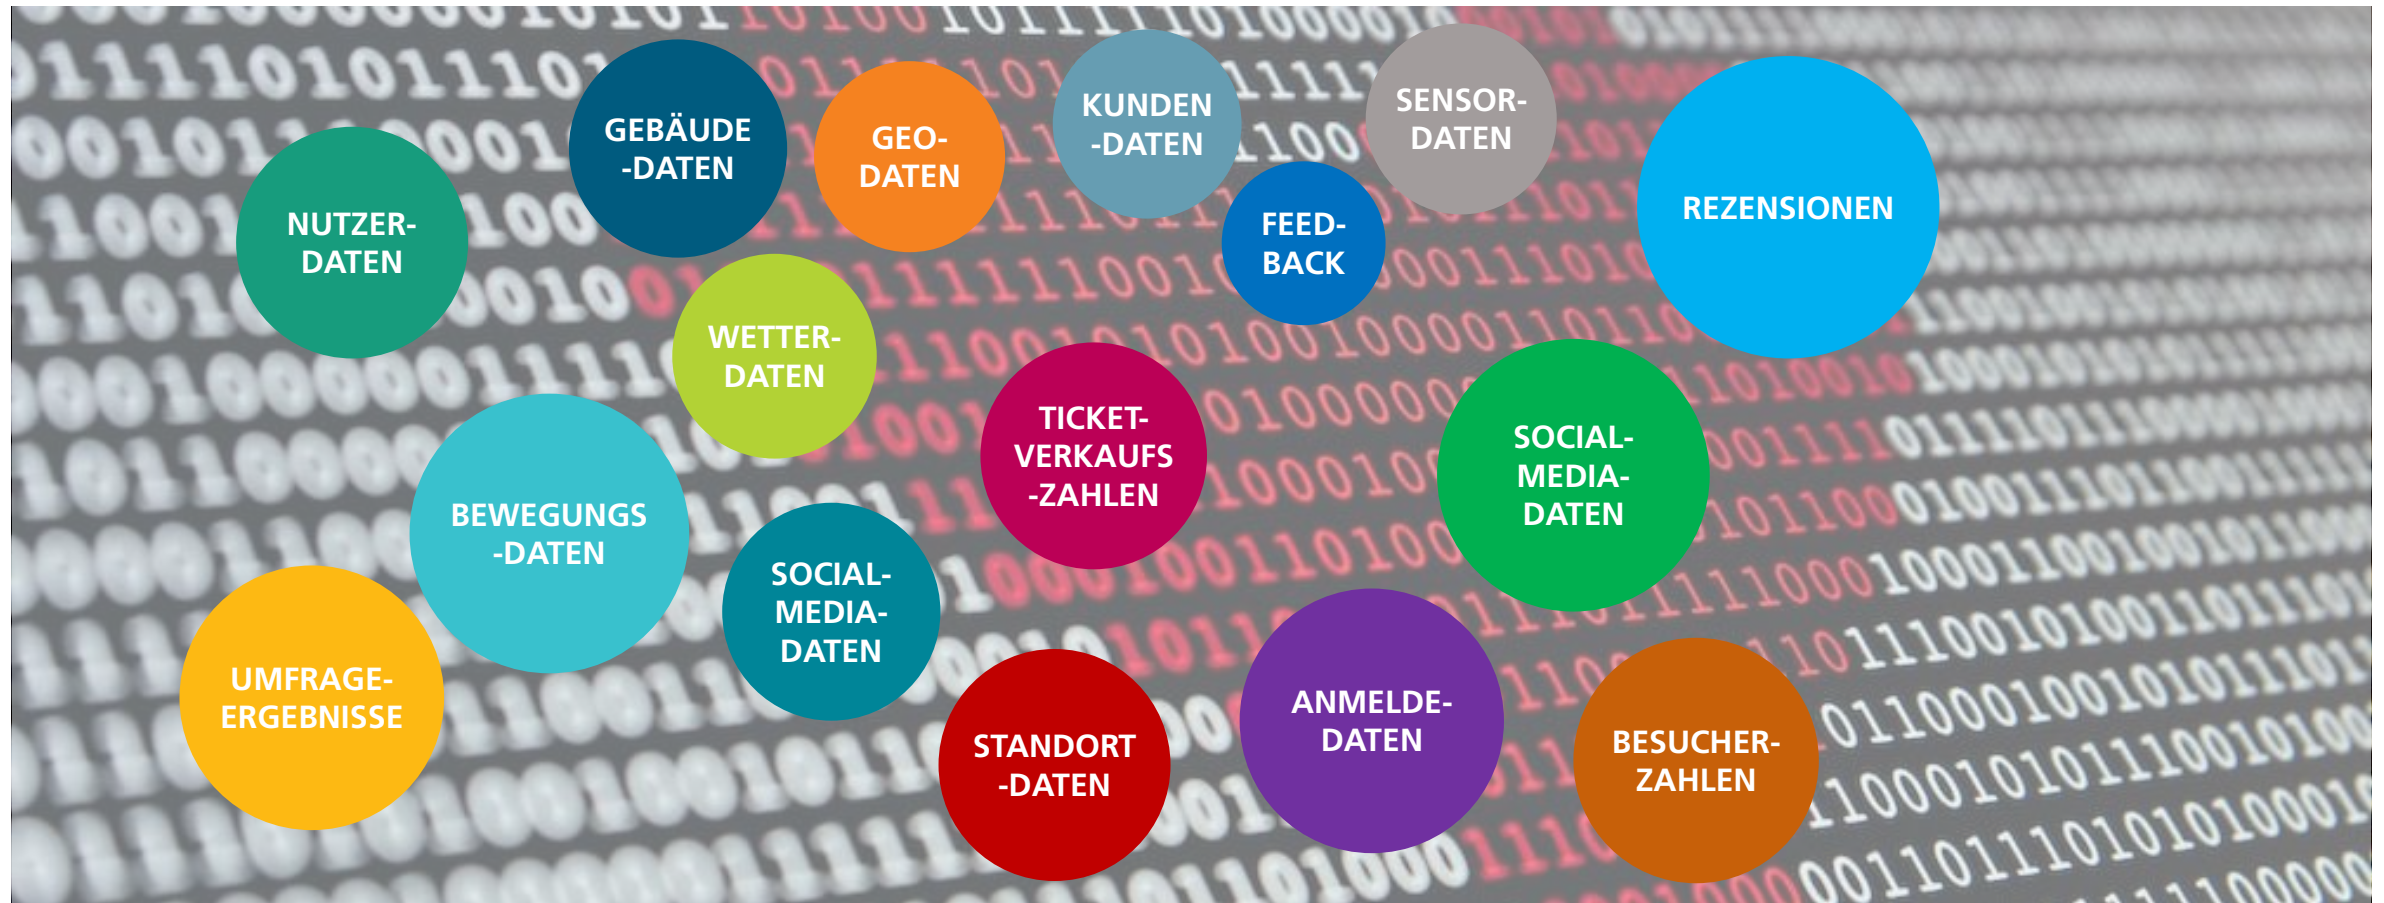 GEBÄUDE
-DATEN
GEO-
DATEN
KUNDEN
-DATEN
SENSOR-
DATEN
REZENSIONEN
NUTZER-
DATEN
FEED-
BACK
WETTER-
DATEN
TICKET-
VERKAUFS
-ZAHLEN
SOCIAL-
MEDIA-
DATEN
BEWEGUNGS
-DATEN
SOCIAL-
MEDIA-
DATEN
UMFRAGE-
ERGEBNISSE
STANDORT
-DATEN
ANMELDE-
DATEN
BESUCHER-
ZAHLEN